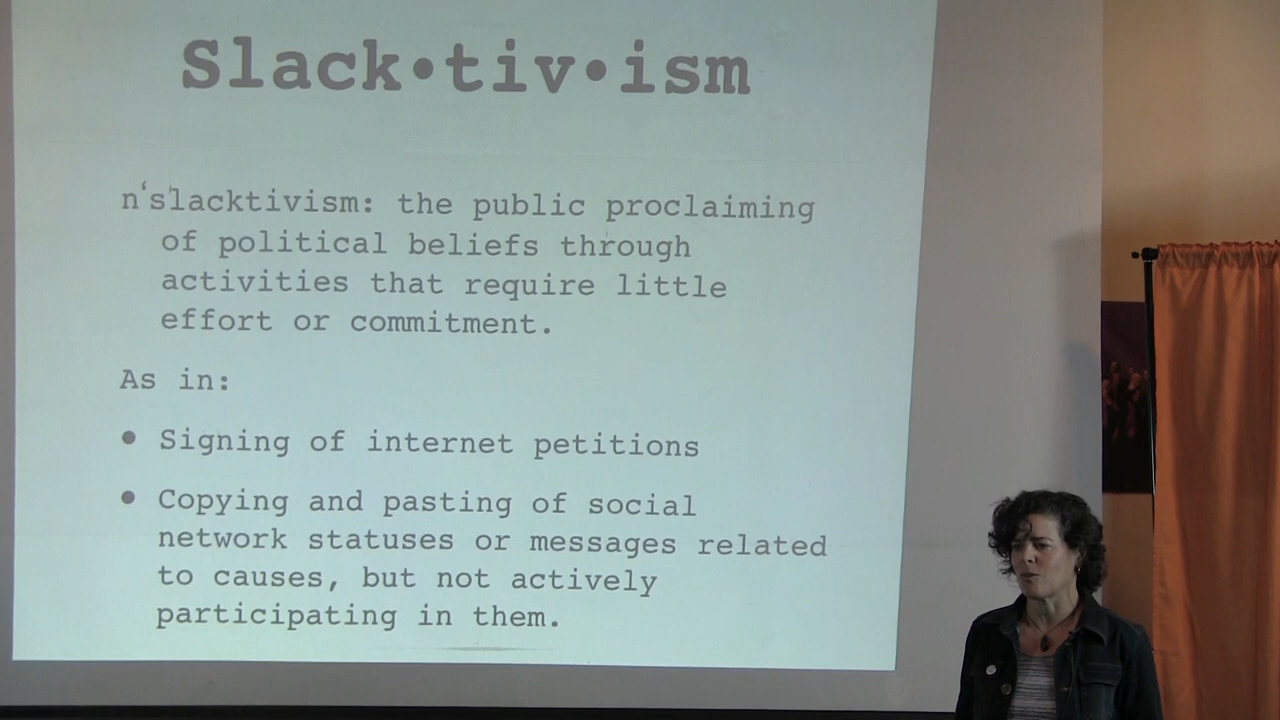 Slack•tiv•ism
n‘slacktivism: the public proclaiming
of political beliefs through
activities that require little
effort or commitment.
As in:
• Signing of internet petitions
• Copying and pasting of social
network statuses or messages related
to causes, but not actively
participating in them.